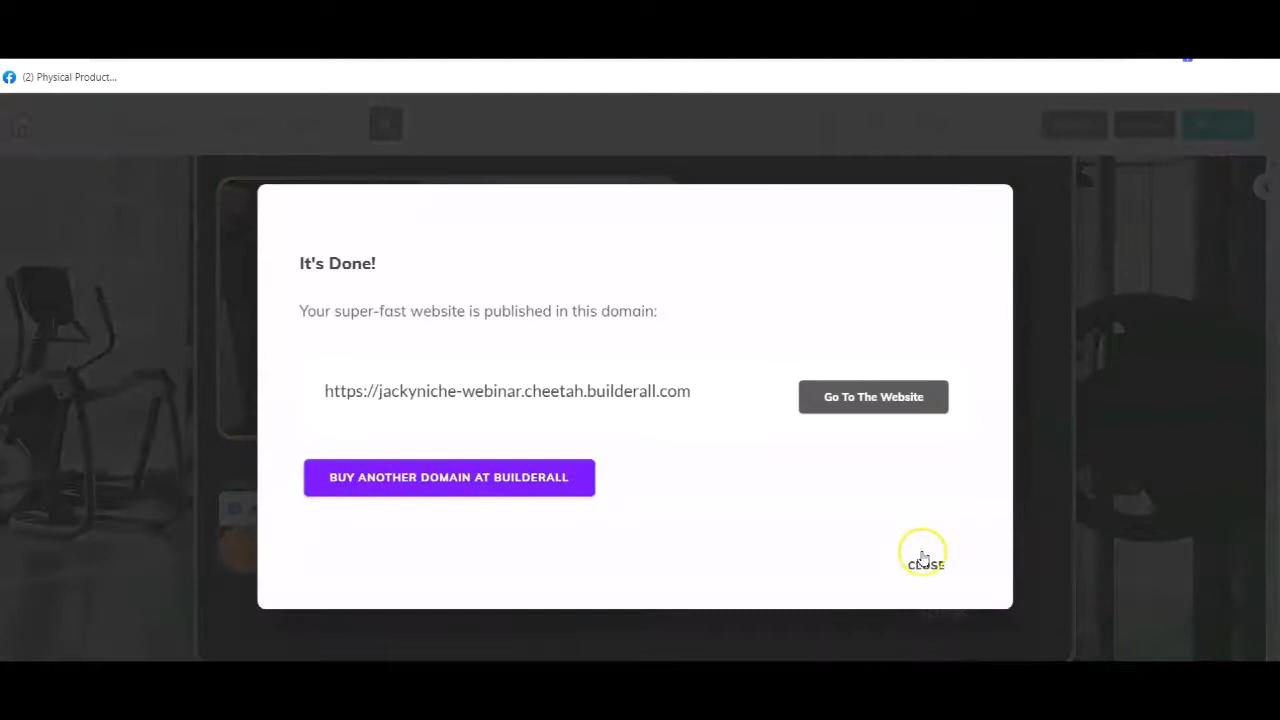 (2) Physical Product...
It's Done!
Your super-fast website is published in this domain:
https://jackyniche-webinar.cheetah.builderall.com
Go To The Website
BUY ANOTHER DOMAIN AT BUILDERALL
CLOSE